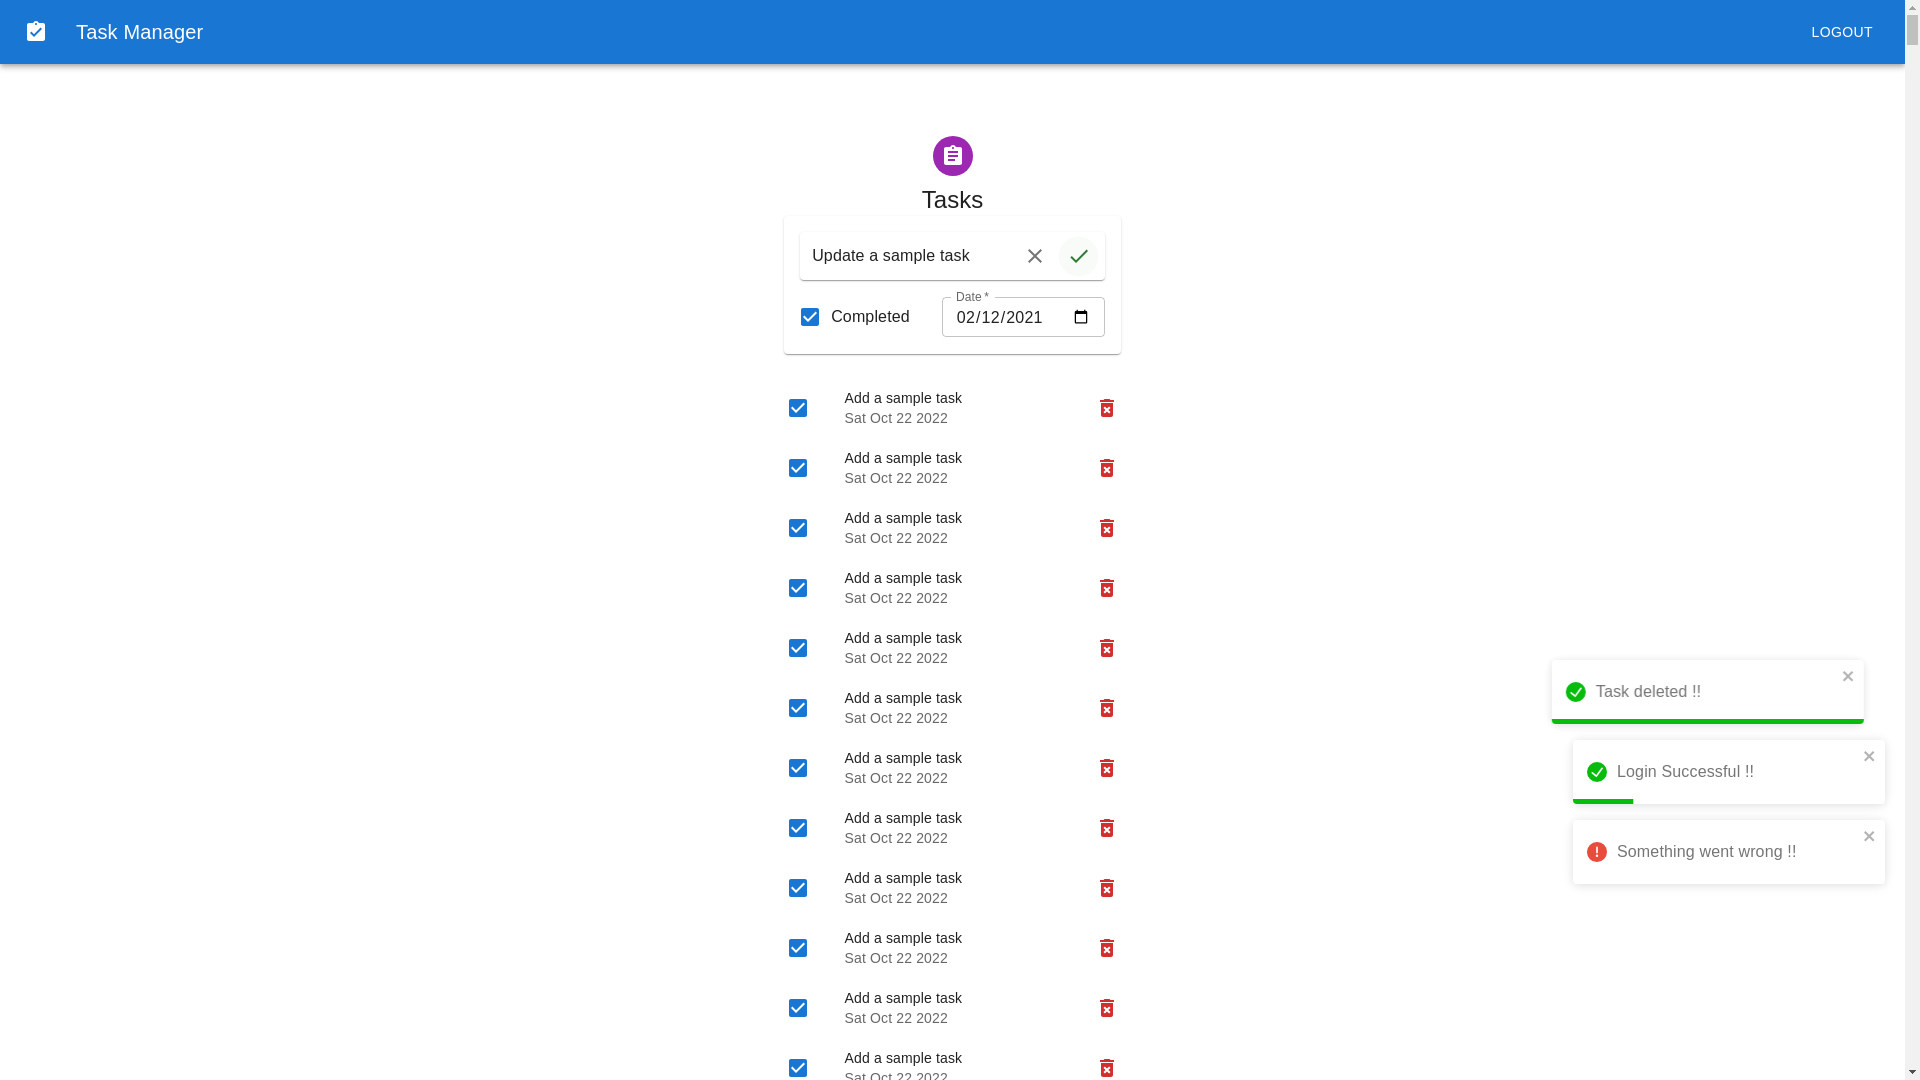 Task Manager
LOGOUT
Tasks
Update a sample task
Date *
Completed
02/12/2021
Add a sample task
Sat Oct 22 2022
Add a sample task
Sat Oct 22 2022
Add a sample task
Sat Oct 22 2022
Add a sample task
Sat Oct 22 2022
Add a sample task
Sat Oct 22 2022
Add a sample task
Sat Oct 22 2022
Add a sample task
Sat Oct 22 2022
Add a sample task
Sat Oct 22 2022
Add a sample task
Sat Oct 22 2022
Add a sample task
Sat Oct 22 2022
Add a sample task
Sat Oct 22 2022
Add a sample task
Sat Oct 22 2022
Task deleted !!
Login Successful !!
Something went wrong !!